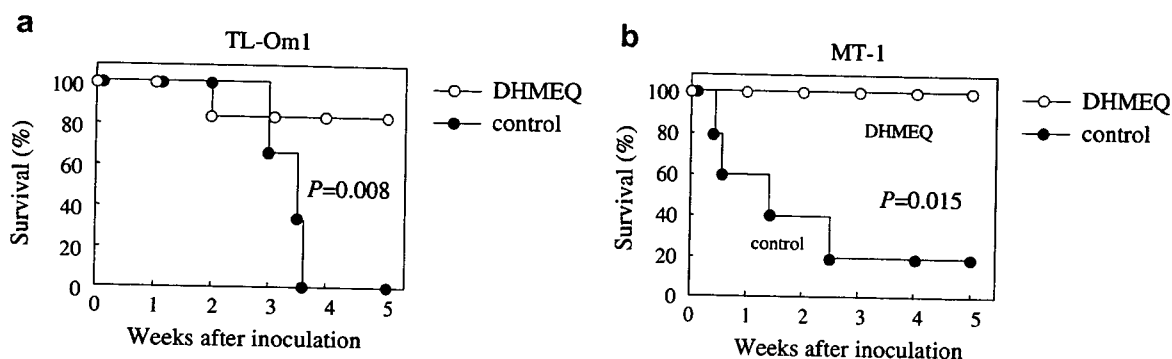 a
TL-Om1
100
80
60
40
20
0
Survival (%)
P=0.008
DHMEQ
control
0 1 2 3 4 5
Weeks after inoculation
b
MT-1
100
80
60
40
20
0
Survival (%)
DHMEQ
P=0.015
control
DHMEQ
control
0 1 2 3 4 5
Weeks after inoculation